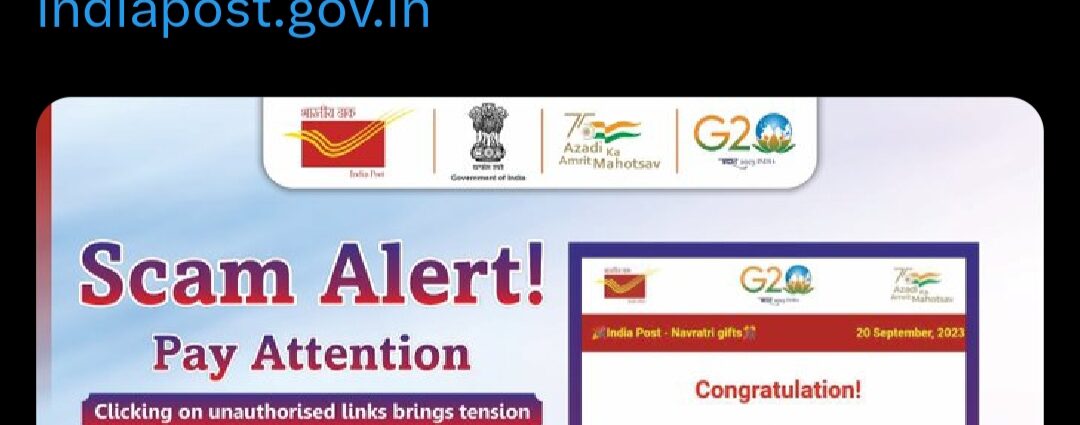 indiapost.gov.in
भारतीय डाक
India Post
Government of India
75
Azadi Ka
Amrit Mahotsav
G20
Scam Alert!
Pay Attention
Clicking on unauthorised links brings tension
G20
75
Azadi Ka
Amrit Mahotsav
India Post - Navratri gifts
20 September, 2023
Congratulation!